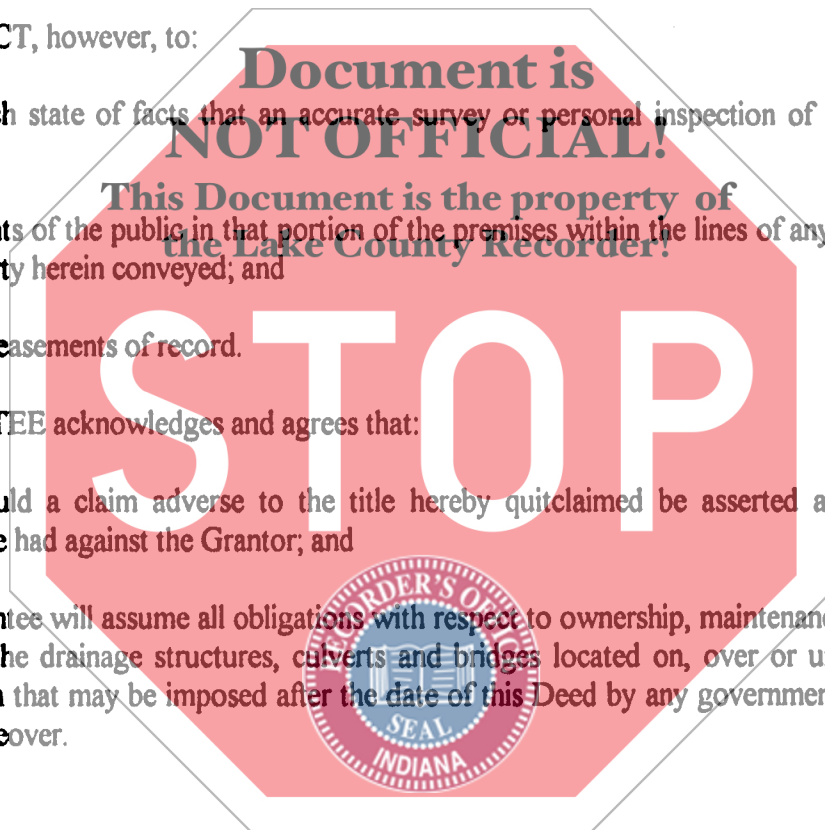 CT, however, to:
Document is
h state of facts that an accurate survey or personal inspection of
NOT OFFICIAL!
This Document is the property of
ts of the public in that portion of the premises within the lines of any
the Lake County Recorder!
ty herein conveyed; and
STOP
easements of record.
TEE acknowledges and agrees that:
uld a claim adverse to the title hereby quitclaimed be asserted a
e had against the Grantor; and
RECORDER'S OFFICE
ntee will assume all obligations with respect to ownership, maintenanc
he drainage structures, culverts and bridges located on, over or u
n that may be imposed after the date of this Deed by any governmen
SEAL
eover.
INDIANA